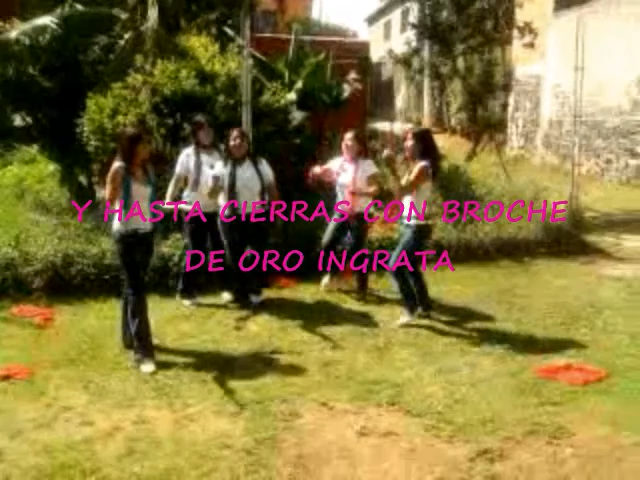 Y HASTA CIERRAS CON BROCHE
DE ORO INGRATA